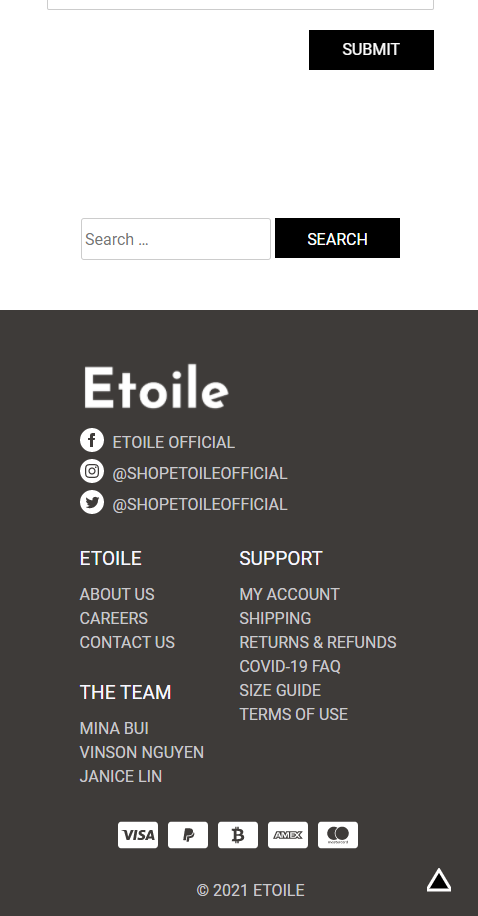 SUBMIT
Search ...
SEARCH
Etoile
ETOILE OFFICIAL
@SHOPETOILEOFFICIAL
@SHOPETOILEOFFICIAL
ETOILE
ABOUT US
CAREERS
CONTACT US
THE TEAM
MINA BUI
VINSON NGUYEN
JANICE LIN
SUPPORT
MY ACCOUNT
SHIPPING
RETURNS & REFUNDS
COVID-19 FAQ
SIZE GUIDE
TERMS OF USE
VISA
AMEX
© 2021 ETOILE